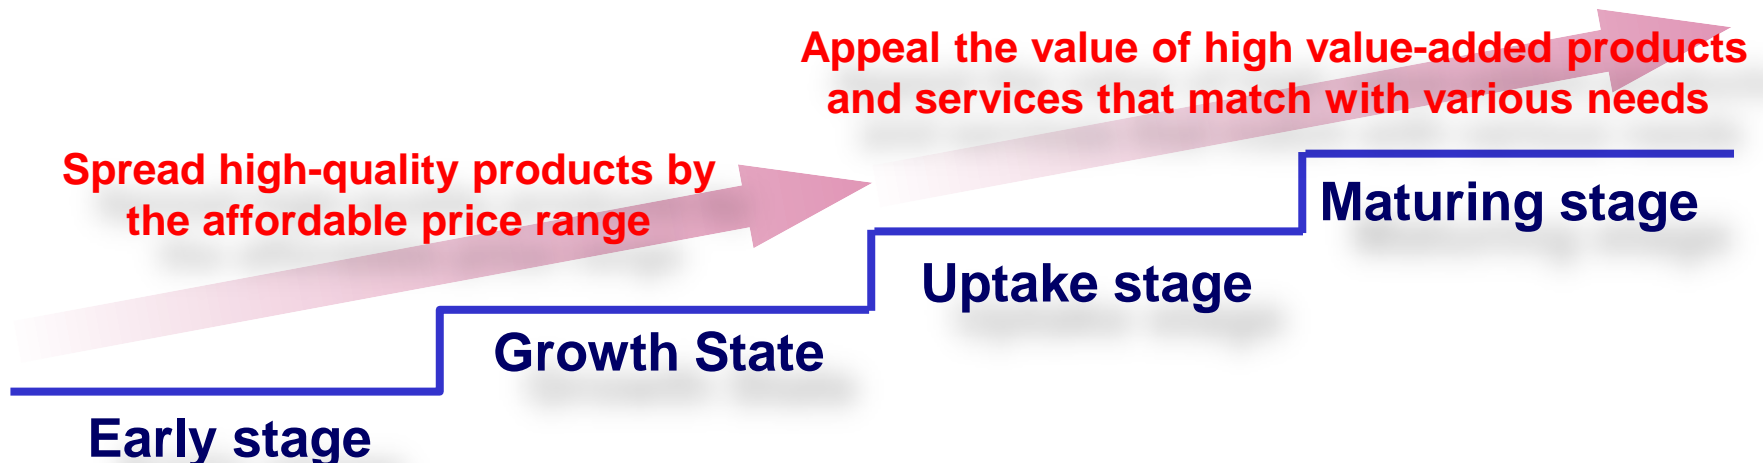 Appeal the value of high value-added products
and services that match with various needs
Spread high-quality products by
the affordable price range
Maturing stage
Uptake stage
Growth State
Early stage